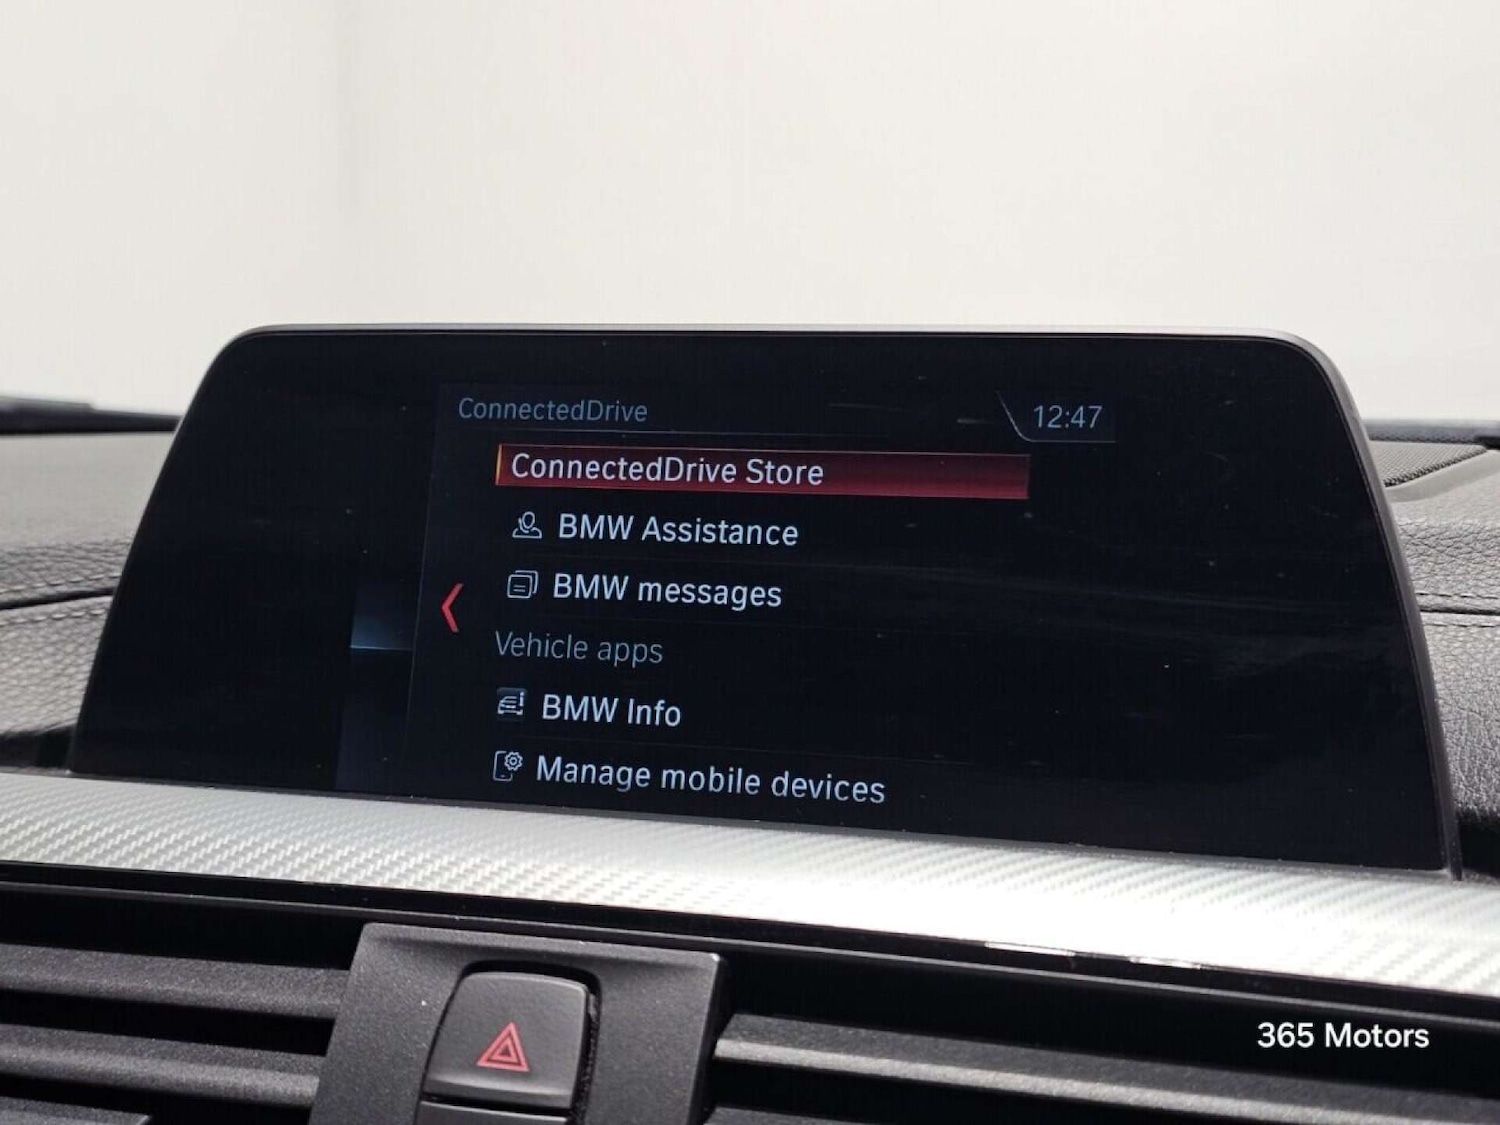 ConnectedDrive
12:47
ConnectedDrive Store
BMW Assistance
BMW messages
Vehicle apps
BMW Info
Manage mobile devices
365 Motors